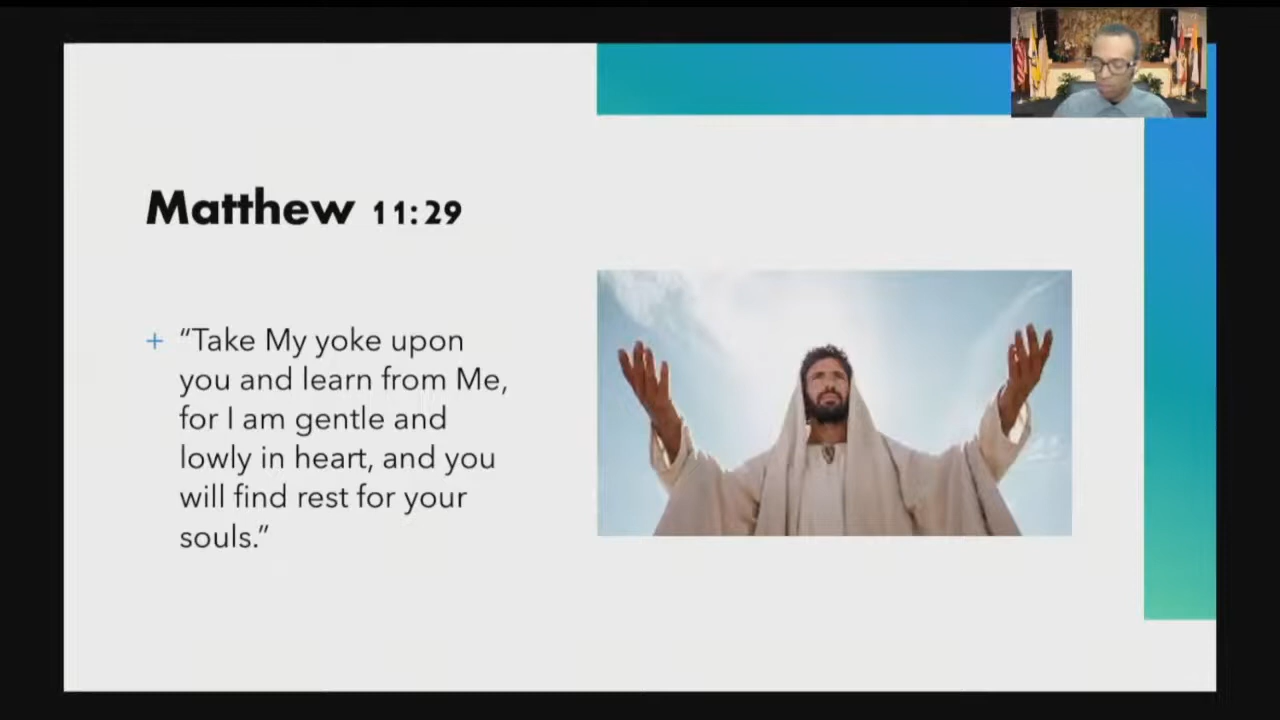 Matthew 11:29
+ “Take My yoke upon
you and learn from Me,
for I am gentle and
lowly in heart, and you
will find rest for your
souls.”